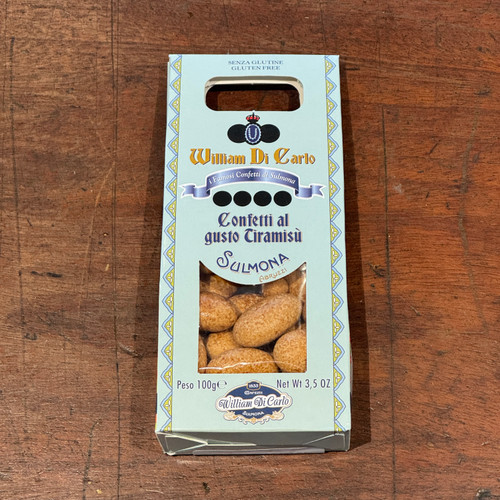 SENZA GLUTINE
GLUTEN FREE
U
William Di Carlo
I Famosi Confetti di Sulmona
Confetti al
gusto Tiramisù
SULMONA
ABRUZZI
Peso 100g e Net Wt 3,5 OZ
1833
William Di Carlo
SULMONA